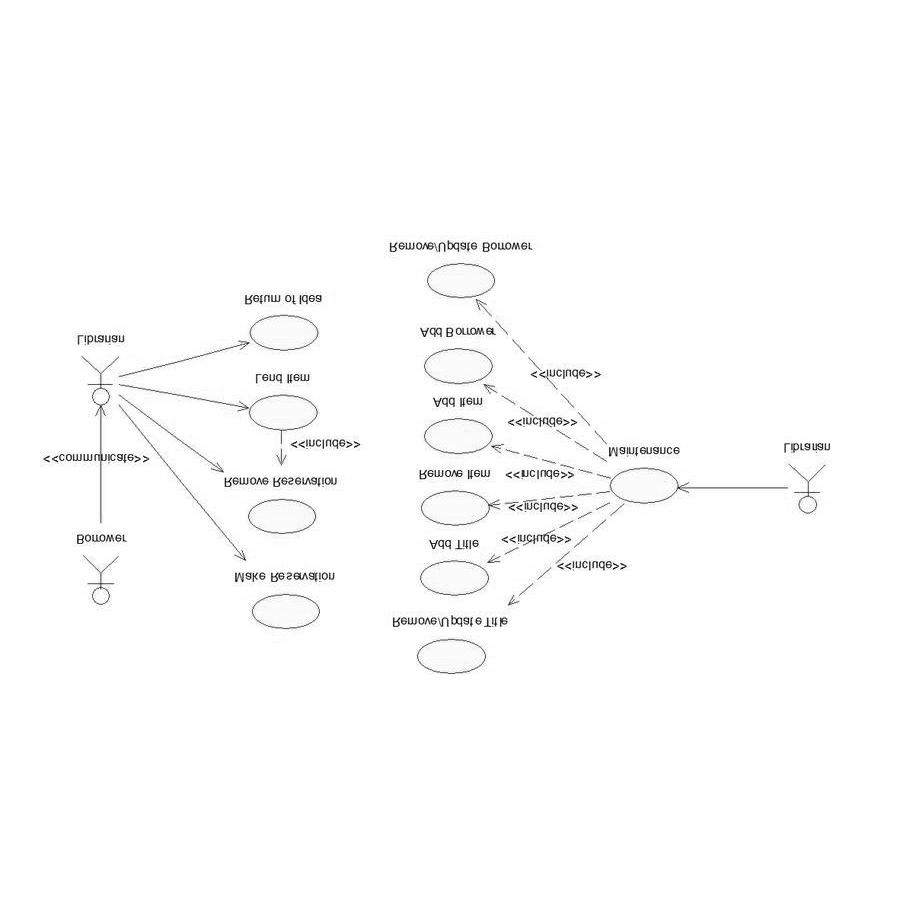 Borrower
<<communicate>>
Librarian
Make Reservation
Remove Reservation
<<include>>
Lend Item
Return of Idea
Remove/Update Title
Add Title
Remove Item
Add Item
Add Borrower
Remove/Update Borrower
<<include>>
<<include>>
<<include>>
<<include>>
<<include>>
<<include>>
Maintenance
Librarian